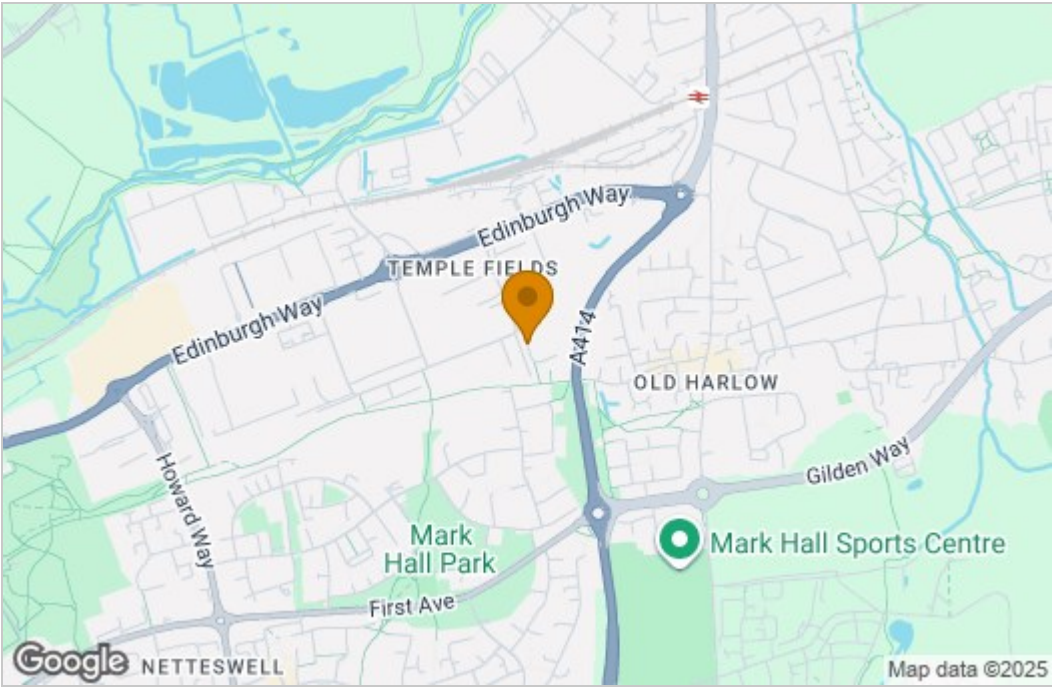 Edinburgh Way
TEMPLE FIELDS
Edinburgh Way
A414
OLD HARLOW
Gilden Way
Howard Way
Mark
Hall Park
Mark Hall Sports Centre
First Ave
Google
NETTESWELL
Map data ©2025